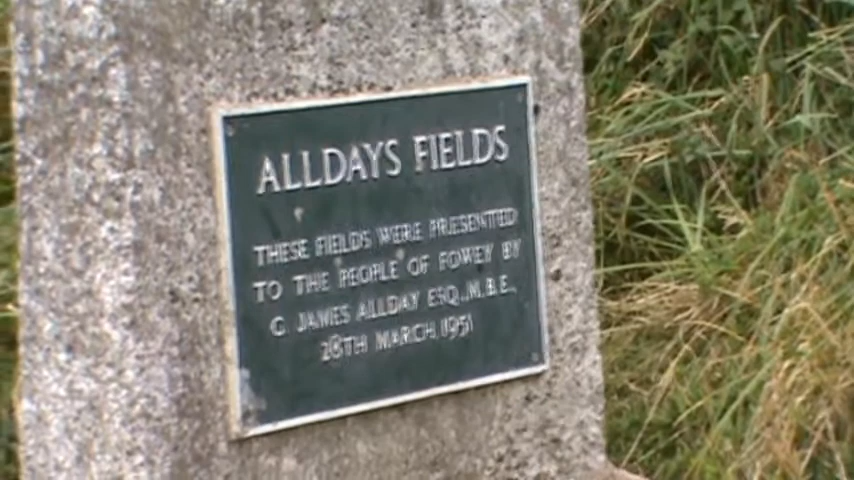 ALLDAYS FIELDS
THESE FIELDS WERE PRESENTED
TO THE PEOPLE OF FOWEY BY
G. JAMES ALLDAY ESQ., M.B.E.,
28TH MARCH, 1951